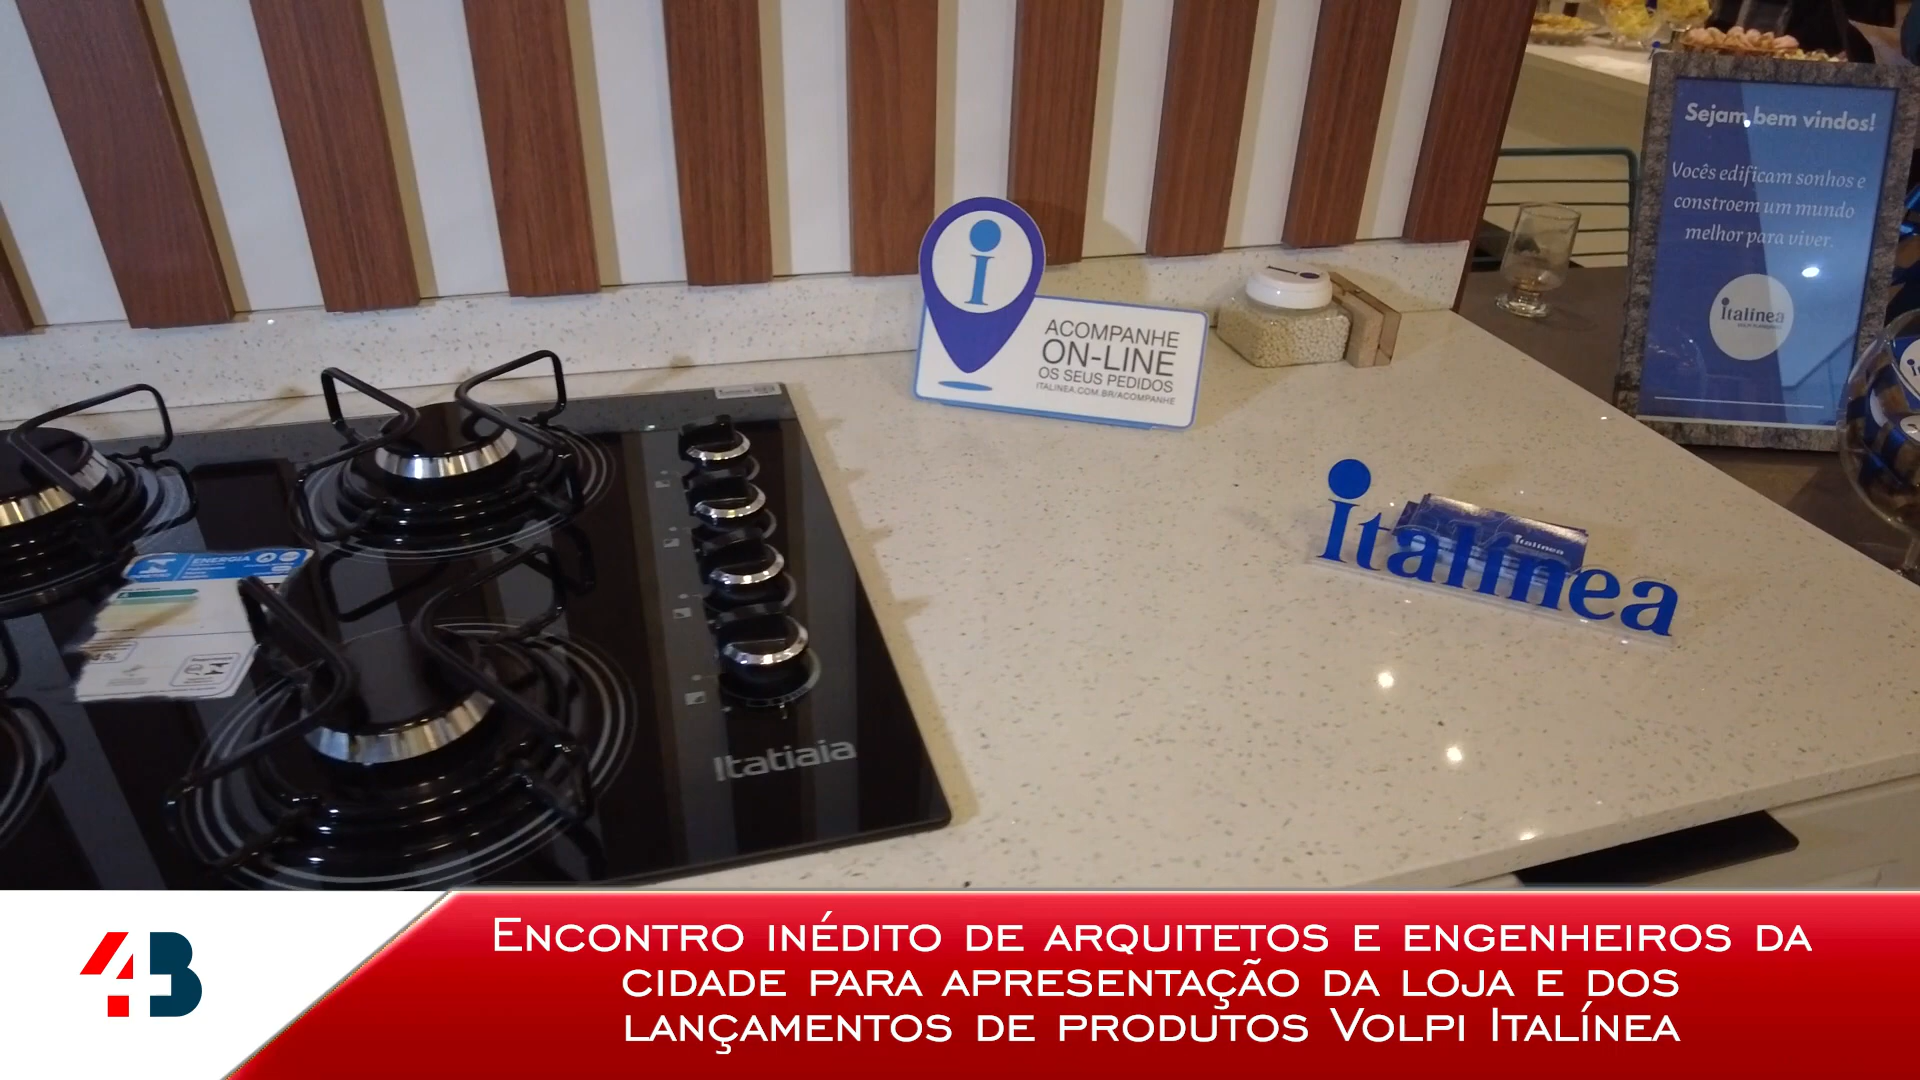 Sejam bem vindos!
Vocês edificam sonhos e
constroem um mundo
melhor para viver.
italínea
i
ACOMPANHE
ON-LINE
OS SEUS PEDIDOS
ITALINEA.COM.BR/ACOMPANHE
italínea
italínea
ENERGIA
Itatiaia
4B
ENCONTRO INÉDITO DE ARQUITETOS E ENGENHEIROS DA
CIDADE PARA APRESENTAÇÃO DA LOJA E DOS
LANÇAMENTOS DE PRODUTOS VOLPI ITALÍNEA